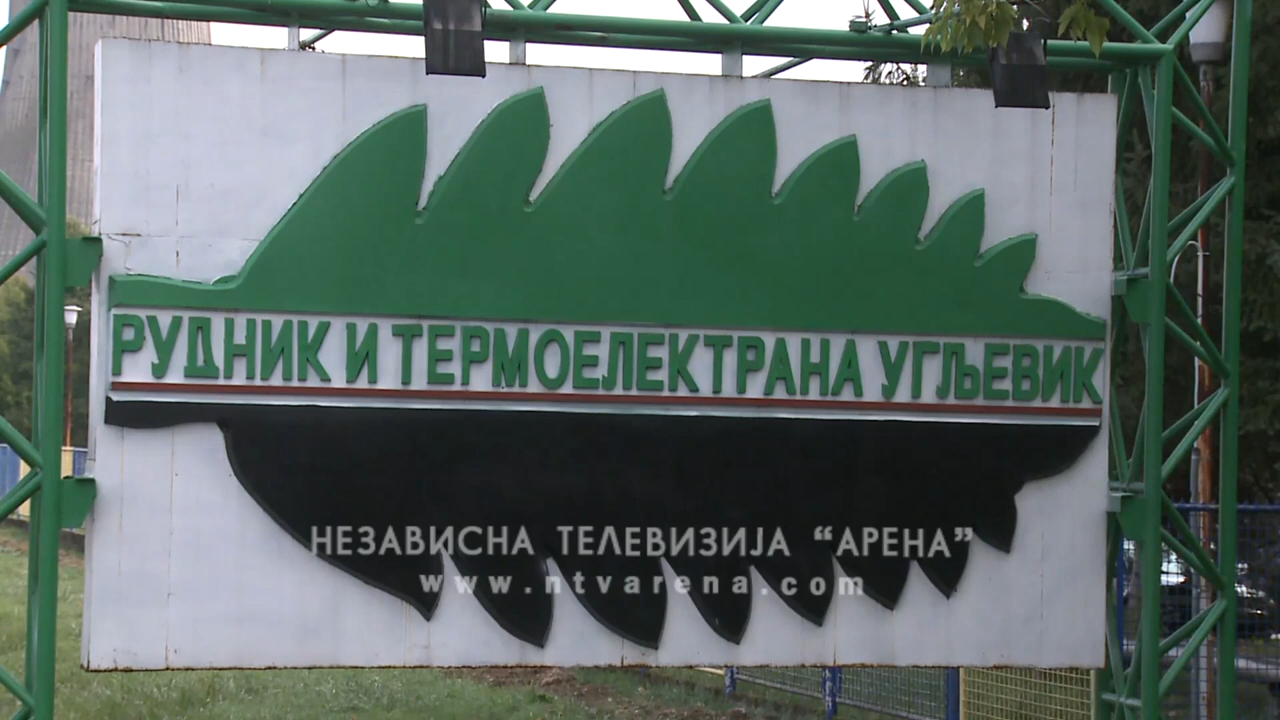 РУДНИК И ТЕРМОЕЛЕКТРАНА УГЉЕВИК
НЕЗАВИСНА ТЕЛЕВИЗИЈА “АРЕНА”
www.ntvarena.com